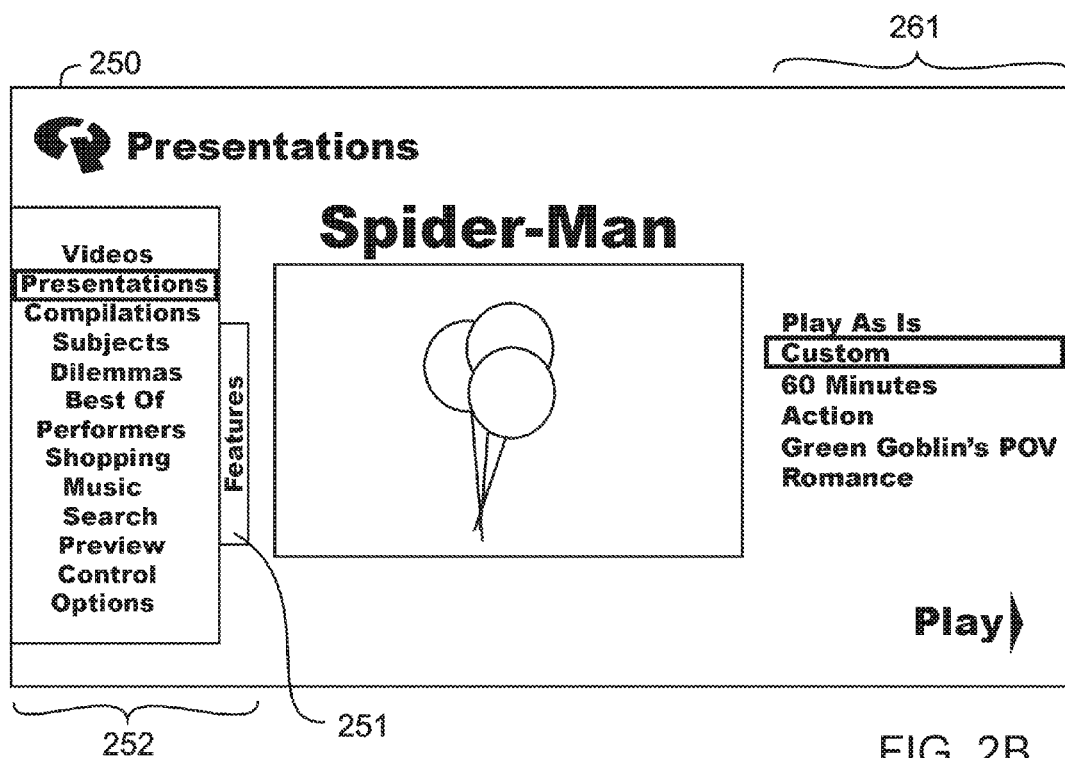 261
250
Presentations
Spider-Man
Videos
Presentations
Compilations
Subjects
Dilemmas
Best Of
Performers
Shopping
Music
Search
Preview
Control
Options
Features
Play As Is
Custom
60 Minutes
Action
Green Goblin's POV
Romance
Play
252
251
FIG. 2B